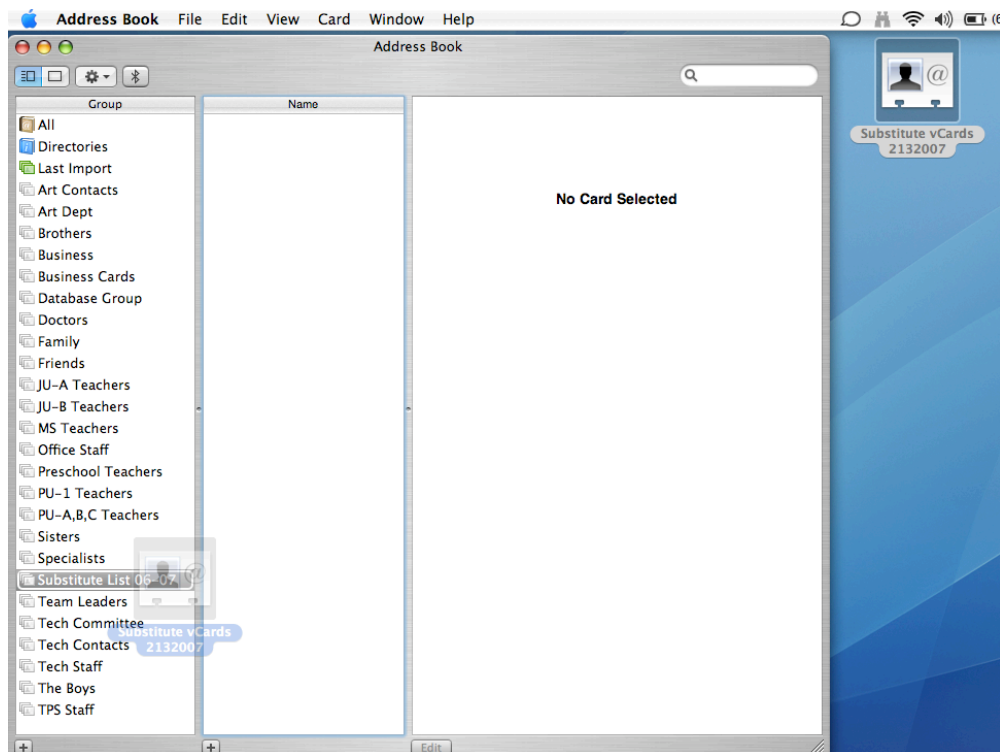 Address Book File Edit View Card Window Help
(6
Address Book
Group
Name
All
Directories
Last Import
Art Contacts
Art Dept
Brothers
Business
Business Cards
Database Group
Doctors
Family
Friends
JU-A Teachers
JU-B Teachers
MS Teachers
Office Staff
Preschool Teachers
PU-1 Teachers
PU-A,B,C Teachers
Sisters
Specialists
Substitute List 06-07
Team Leaders
Tech Committee
Tech Contacts
Tech Staff
The Boys
TPS Staff
No Card Selected
Edit
@
Substitute vCards
2132007
@
Substitute vCards
2132007